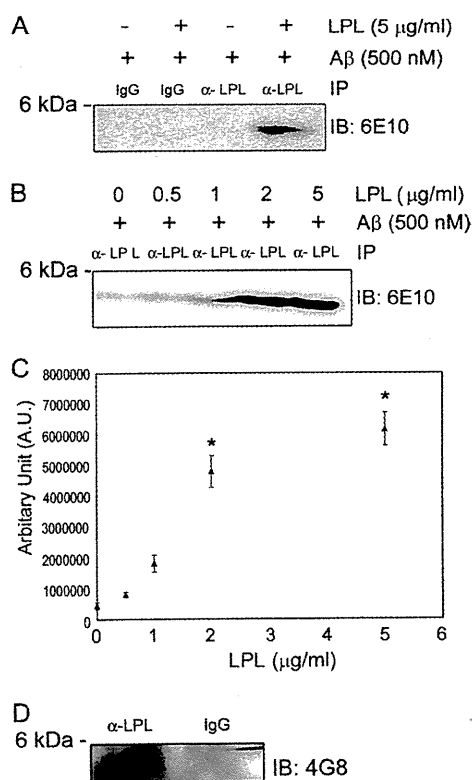 A
- + - + LPL (5 µg/ml)
+ + + + Aβ (500 nM)
IgG IgG α- LPL α-LPL IP
6 kDa -
IB: 6E10
B
0 0.5 1 2 5 LPL (µg/ml)
+ + + + + Aβ (500 nM)
α- LP L α-LPL α- LPL α- LPL α- LPL IP
6 kDa -
IB: 6E10
C
8000000
7000000
6000000
5000000
4000000
3000000
2000000
1000000
0
Arbitary Unit (A.U.)
* *
0 1 2 3 4 5 6
LPL (µg/ml)
D
α-LPL IgG
6 kDa -
IB: 4G8